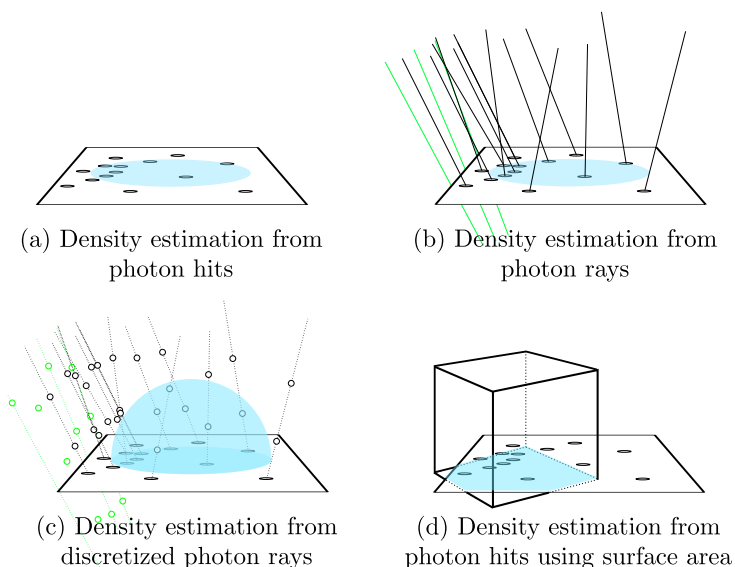 (a) Density estimation from
photon hits
(b) Density estimation from
photon rays
(c) Density estimation from
discretized photon rays
(d) Density estimation from
photon hits using surface area